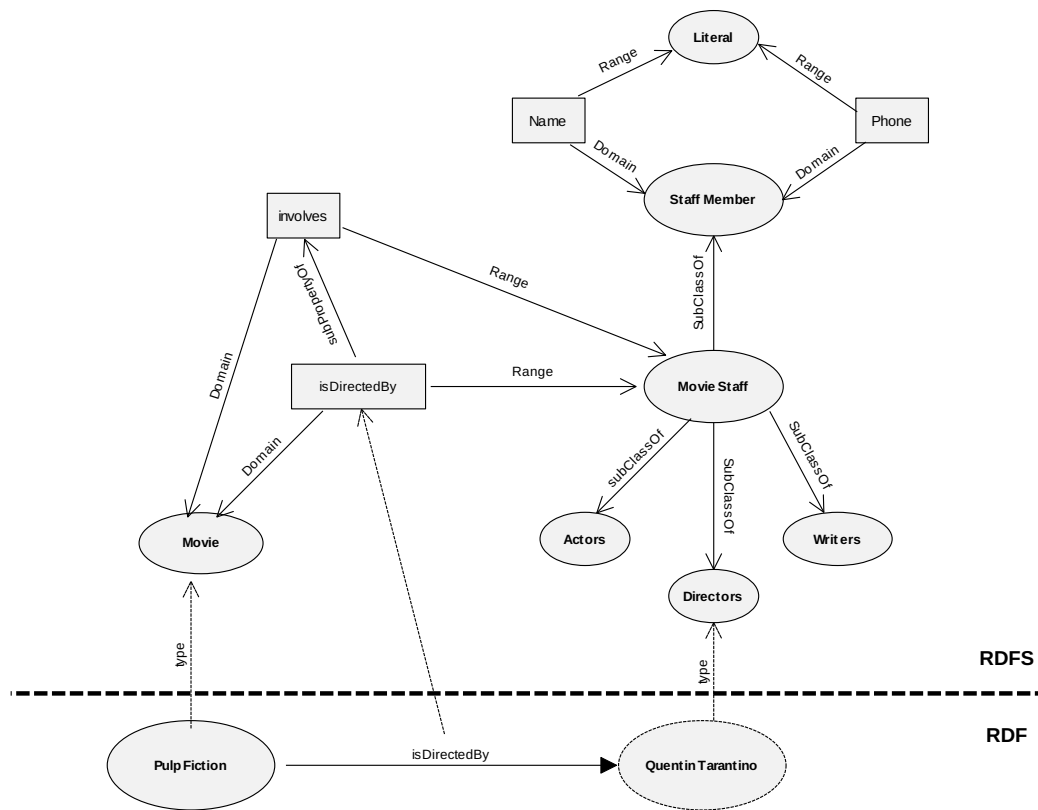 Literal
Range
Range
Name
Phone
Domain
Domain
Staff Member
involves
SubClassOf
Range
subPropertyOf
Domain
isDirectedBy
Range
Movie Staff
Domain
subClassOf
SubClassOf
SubClassOf
Movie
Actors
Writers
Directors
type
type
RDFS
RDF
isDirectedBy
Pulp Fiction
Quentin Tarantino